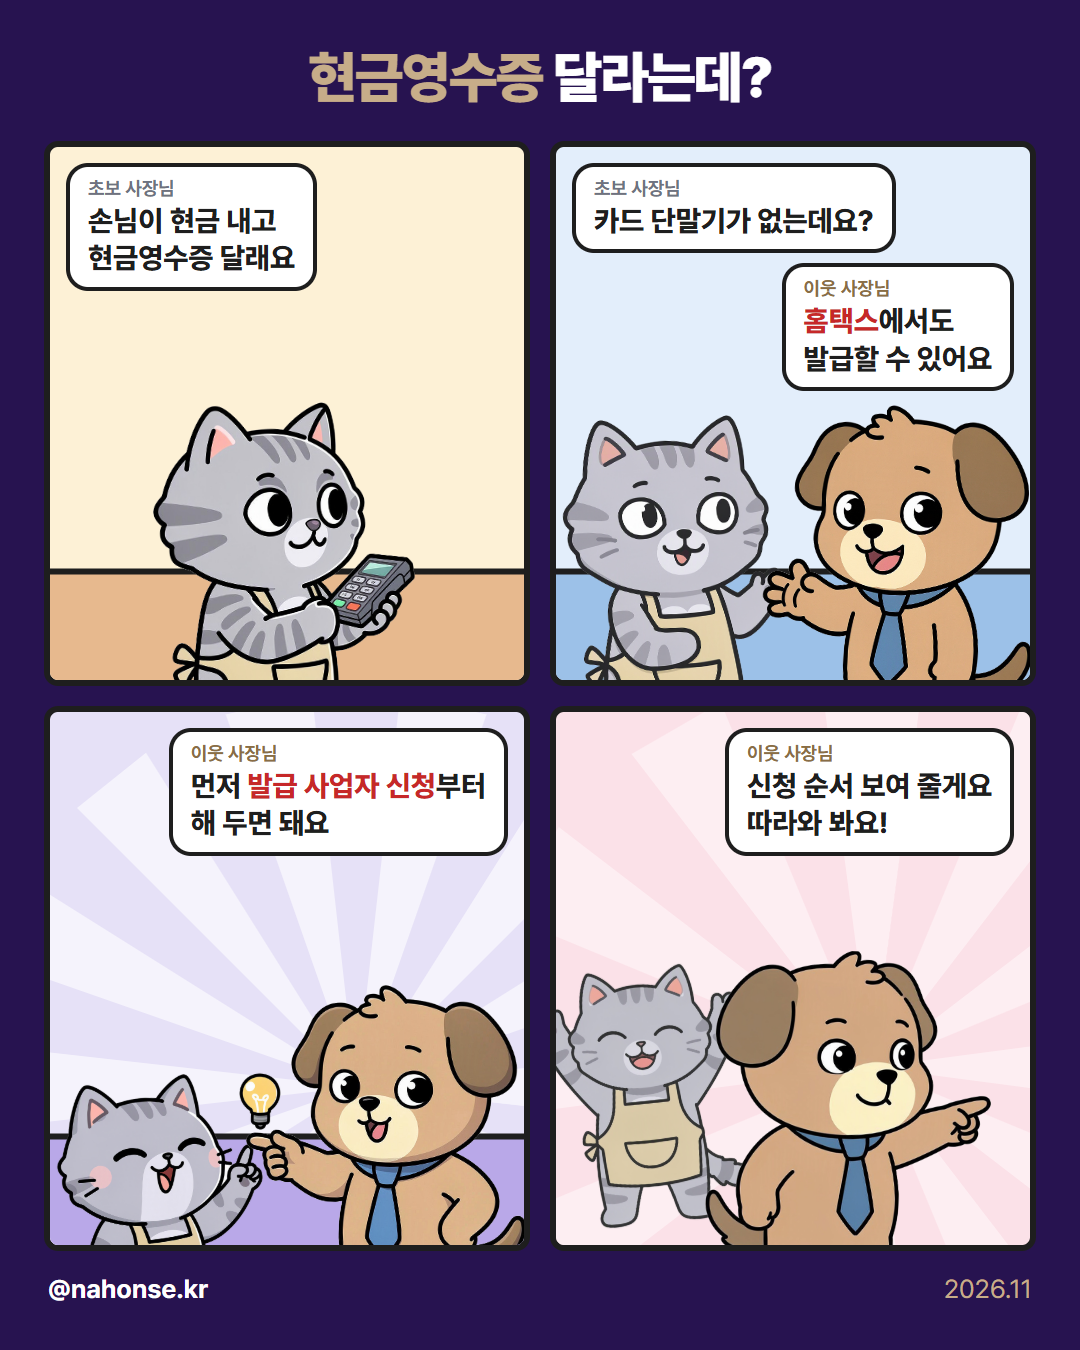 현금영수증 달라는데?
초보 사장님
손님이 현금 내고
현금영수증 달래요
초보 사장님
카드 단말기가 없는데요?
이웃 사장님
홈택스에서도
발급할 수 있어요
이웃 사장님
먼저 발급 사업자 신청부터
해 두면 돼요
이웃 사장님
신청 순서 보여 줄게요
따라와 봐요!
@nahonse.kr
2026.11